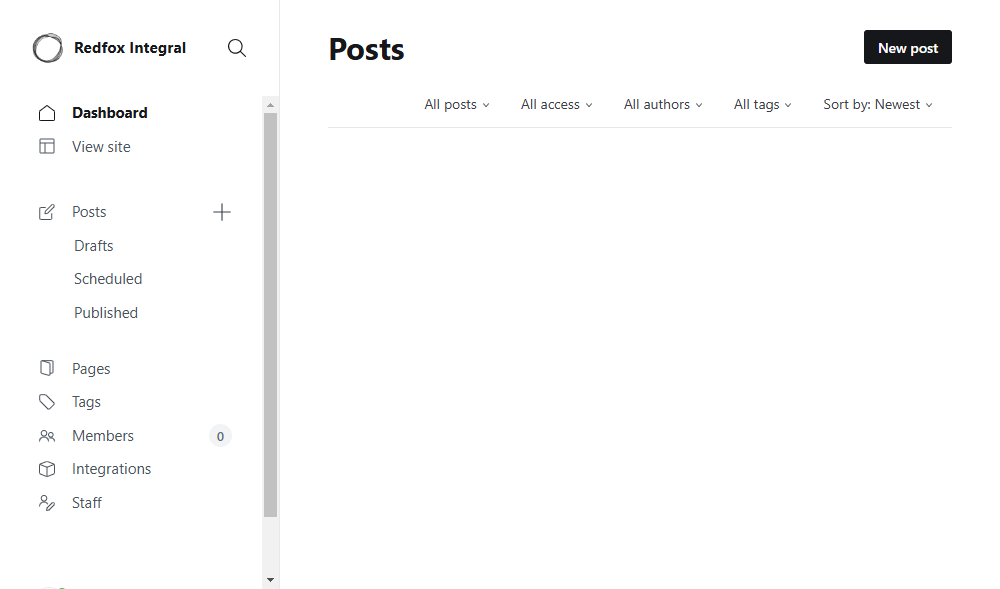 Redfox Integral
Dashboard
View site
Posts
Drafts
Scheduled
Published
Pages
Tags
Members 0
Integrations
Staff
Posts
New post
All posts All access All authors All tags Sort by: Newest